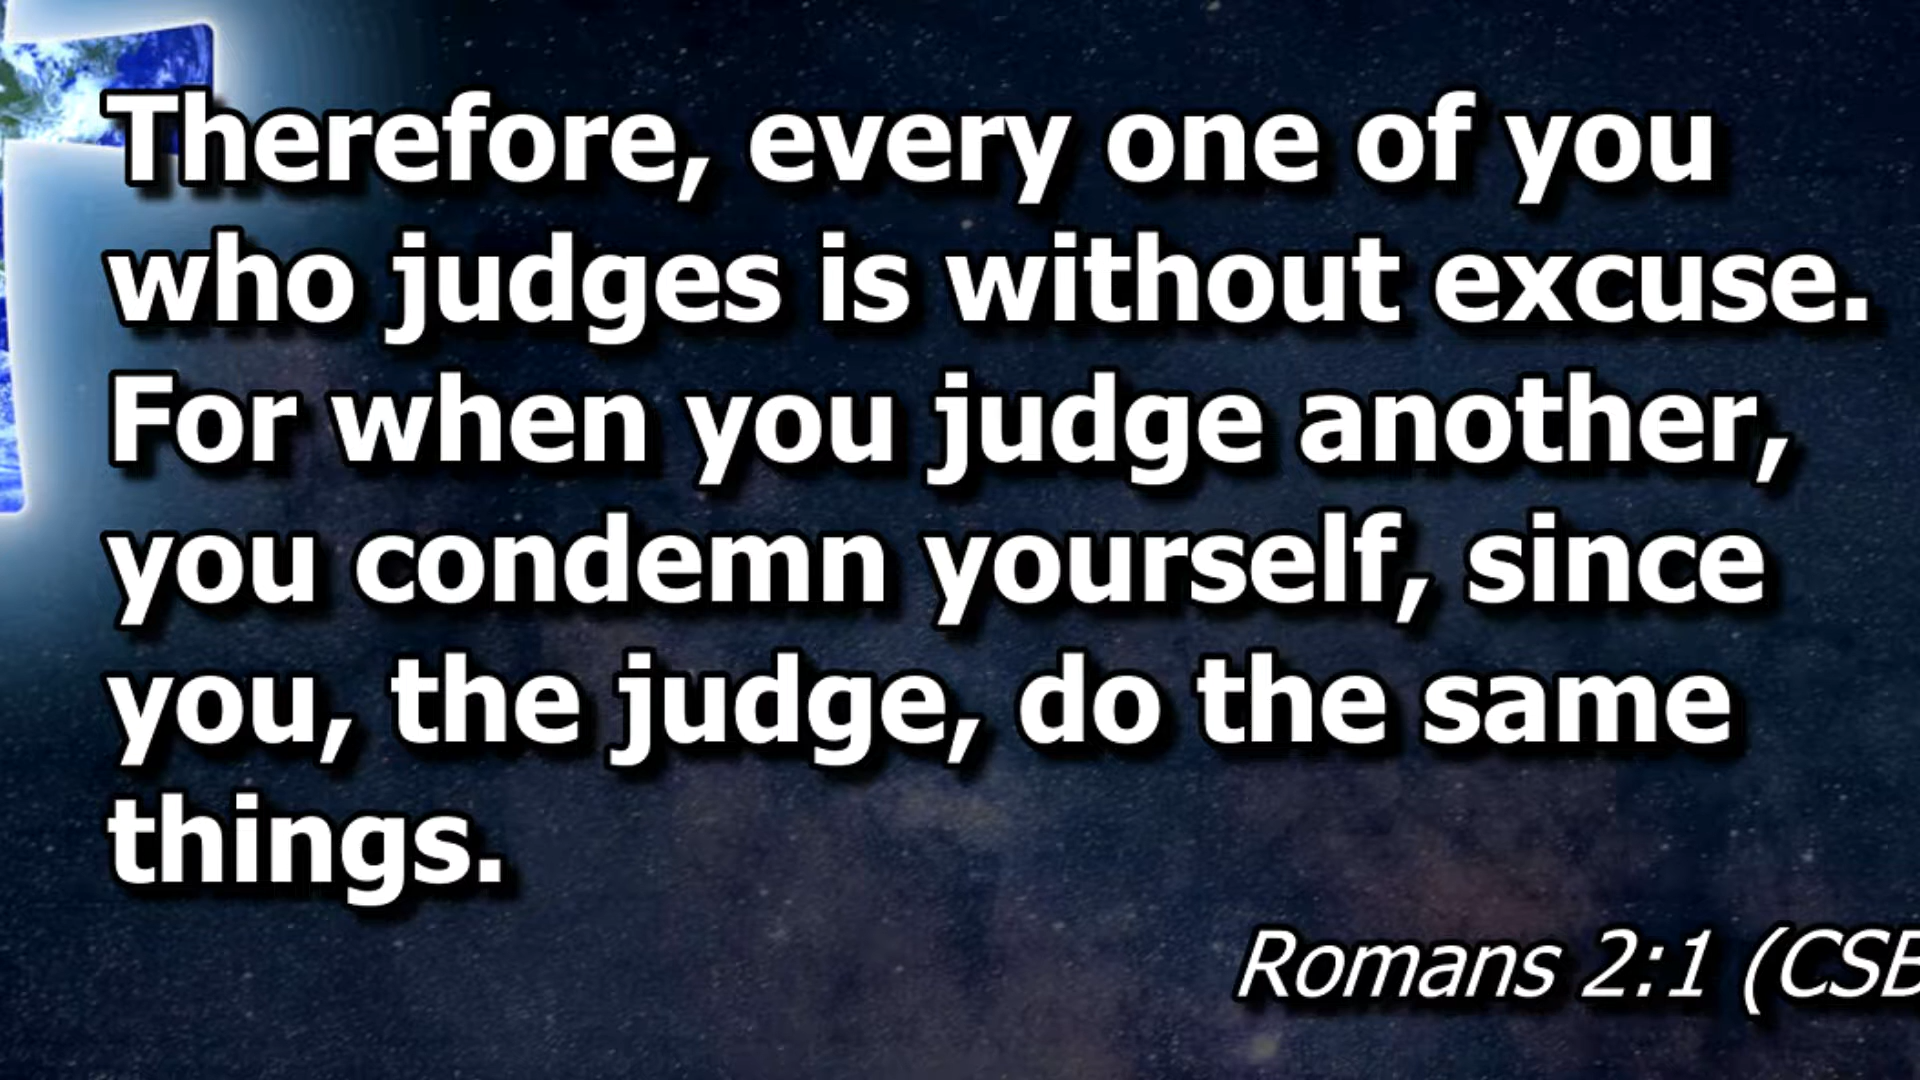 Therefore, every one of you
who judges is without excuse.
For when you judge another,
you condemn yourself, since
you, the judge, do the same
things.
Romans 2:1 (CSB